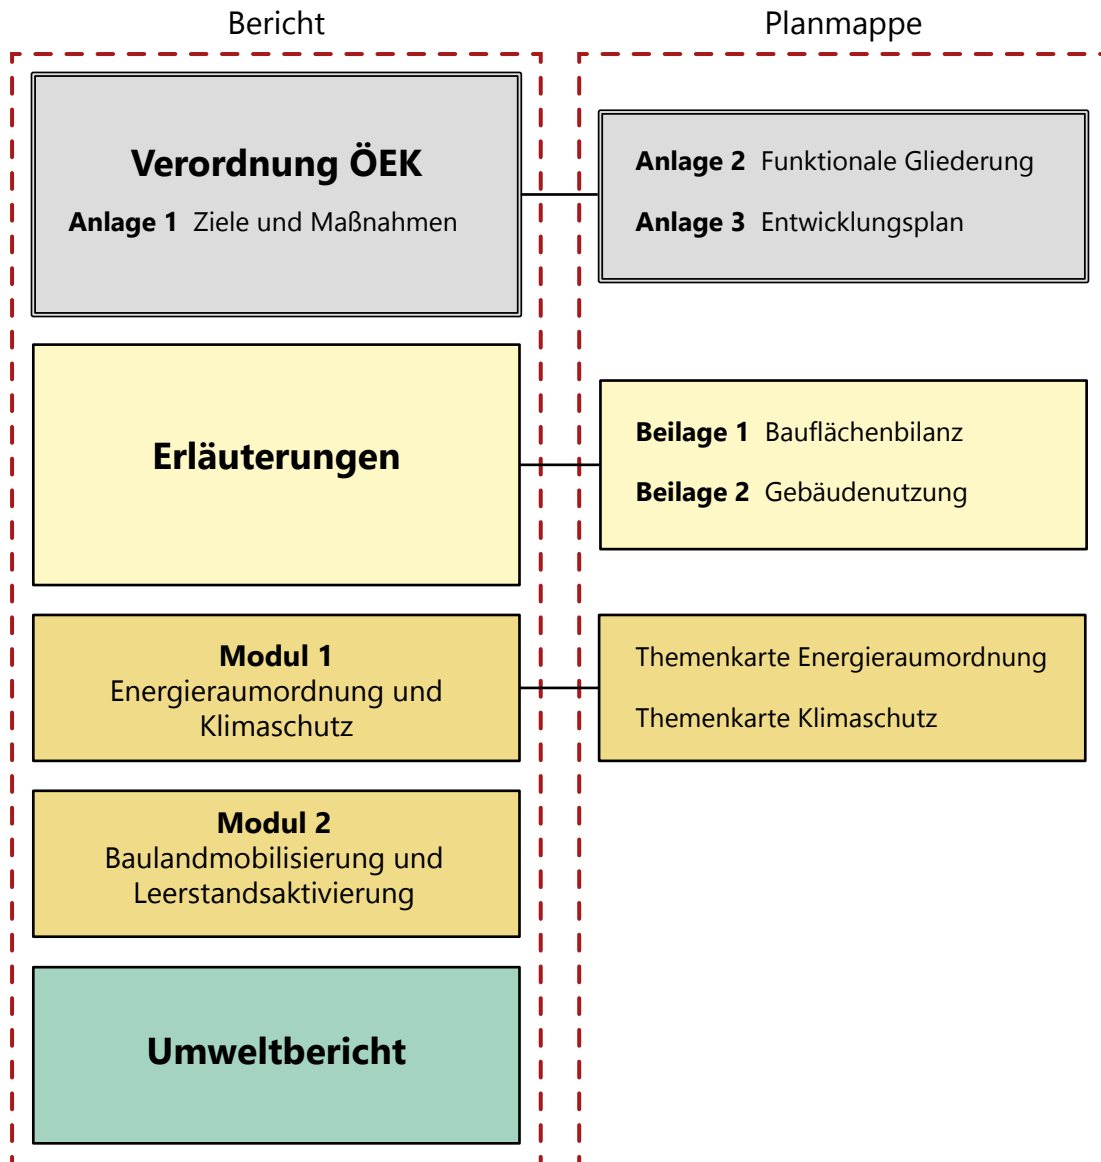 Bericht
Verordnung ÖEK
Anlage 1 Ziele und Maßnahmen
Erläuterungen
Modul 1
Energieraumordnung und
Klimaschutz
Modul 2
Baulandmobilisierung und
Leerstandsaktivierung
Umweltbericht
Planmappe
Anlage 2 Funktionale Gliederung
Anlage 3 Entwicklungsplan
Beilage 1 Bauflächenbilanz
Beilage 2 Gebäudenutzung
Themenkarte Energieraumordnung
Themenkarte Klimaschutz